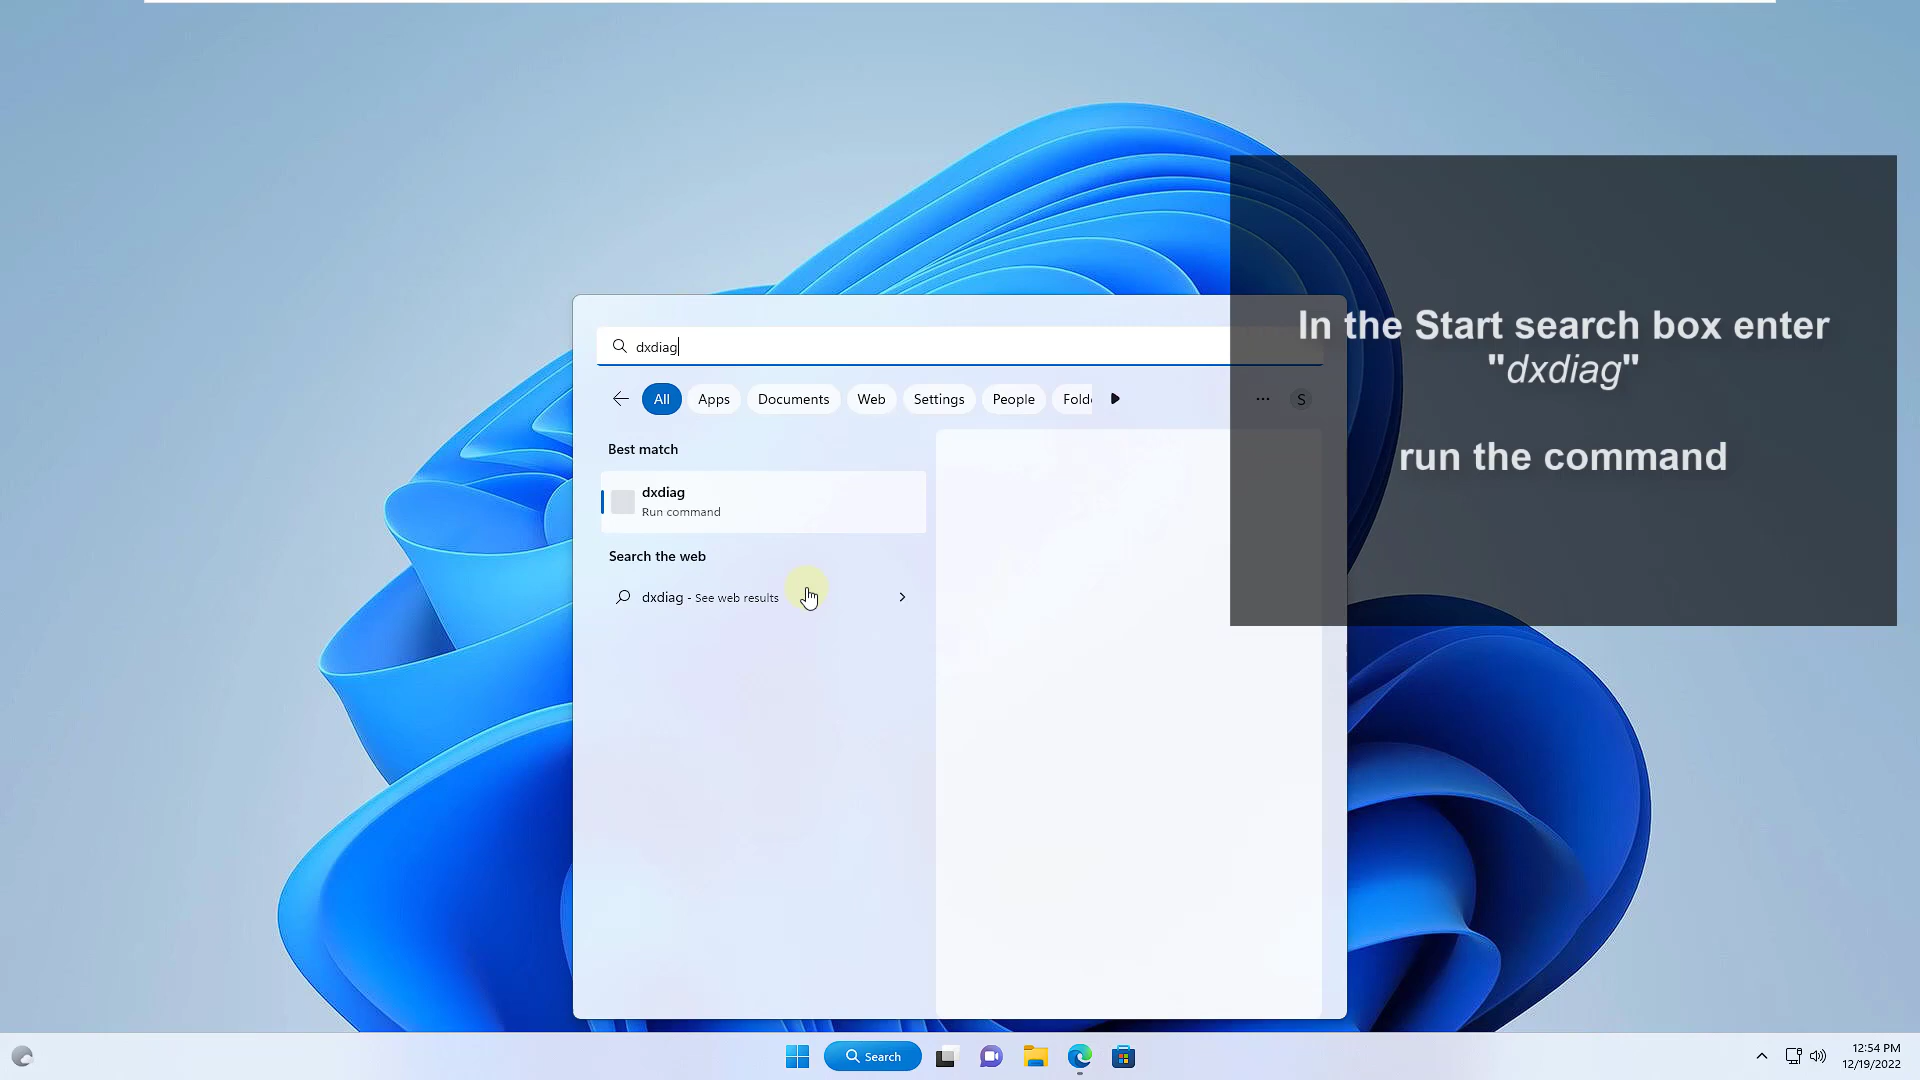 In the Start search box enter
"dxdiag"
run the command
dxdiag
All Apps Documents Web Settings People Folde S
Best match
dxdiag
Run command
Search the web
dxdiag - See web results
Search
12:54 PM
12/19/2022